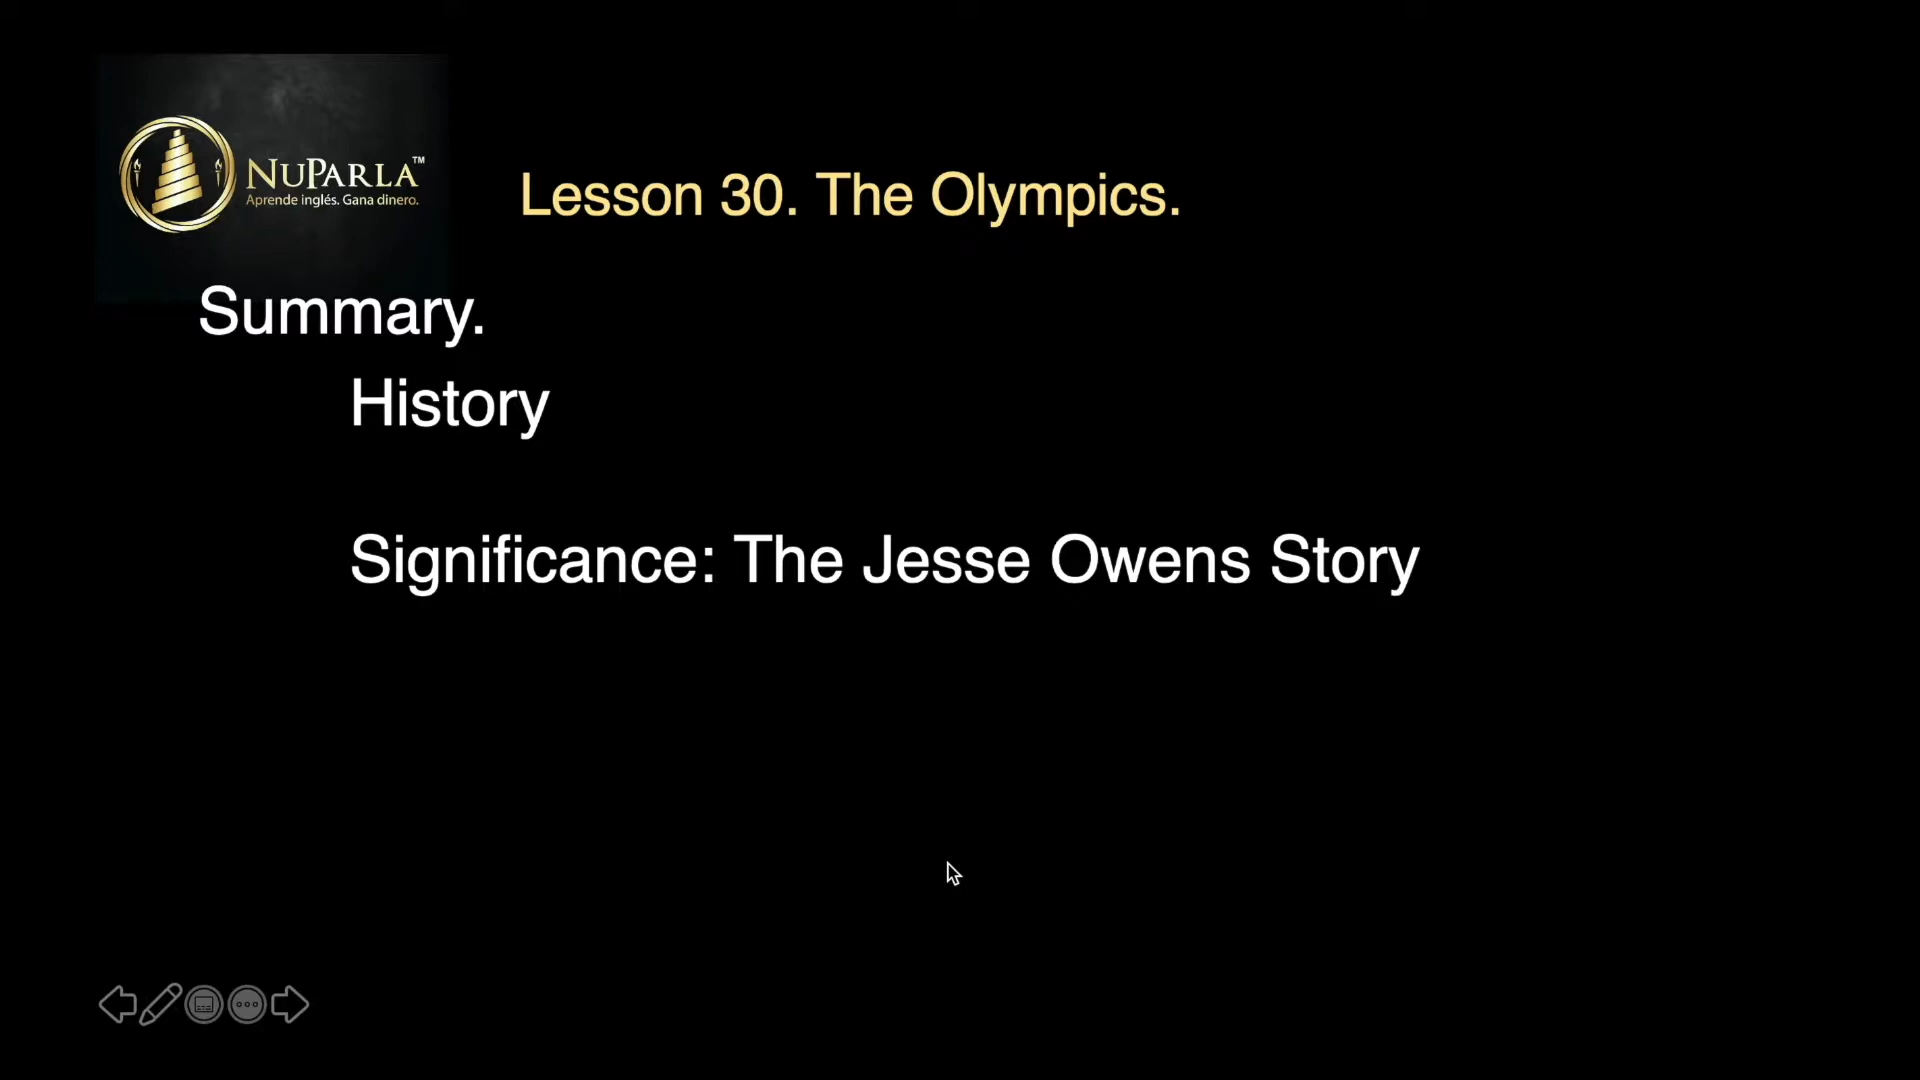 NUPARLA™
Aprende inglés. Gana dinero.
Lesson 30. The Olympics.
Summary.
History
Significance: The Jesse Owens Story